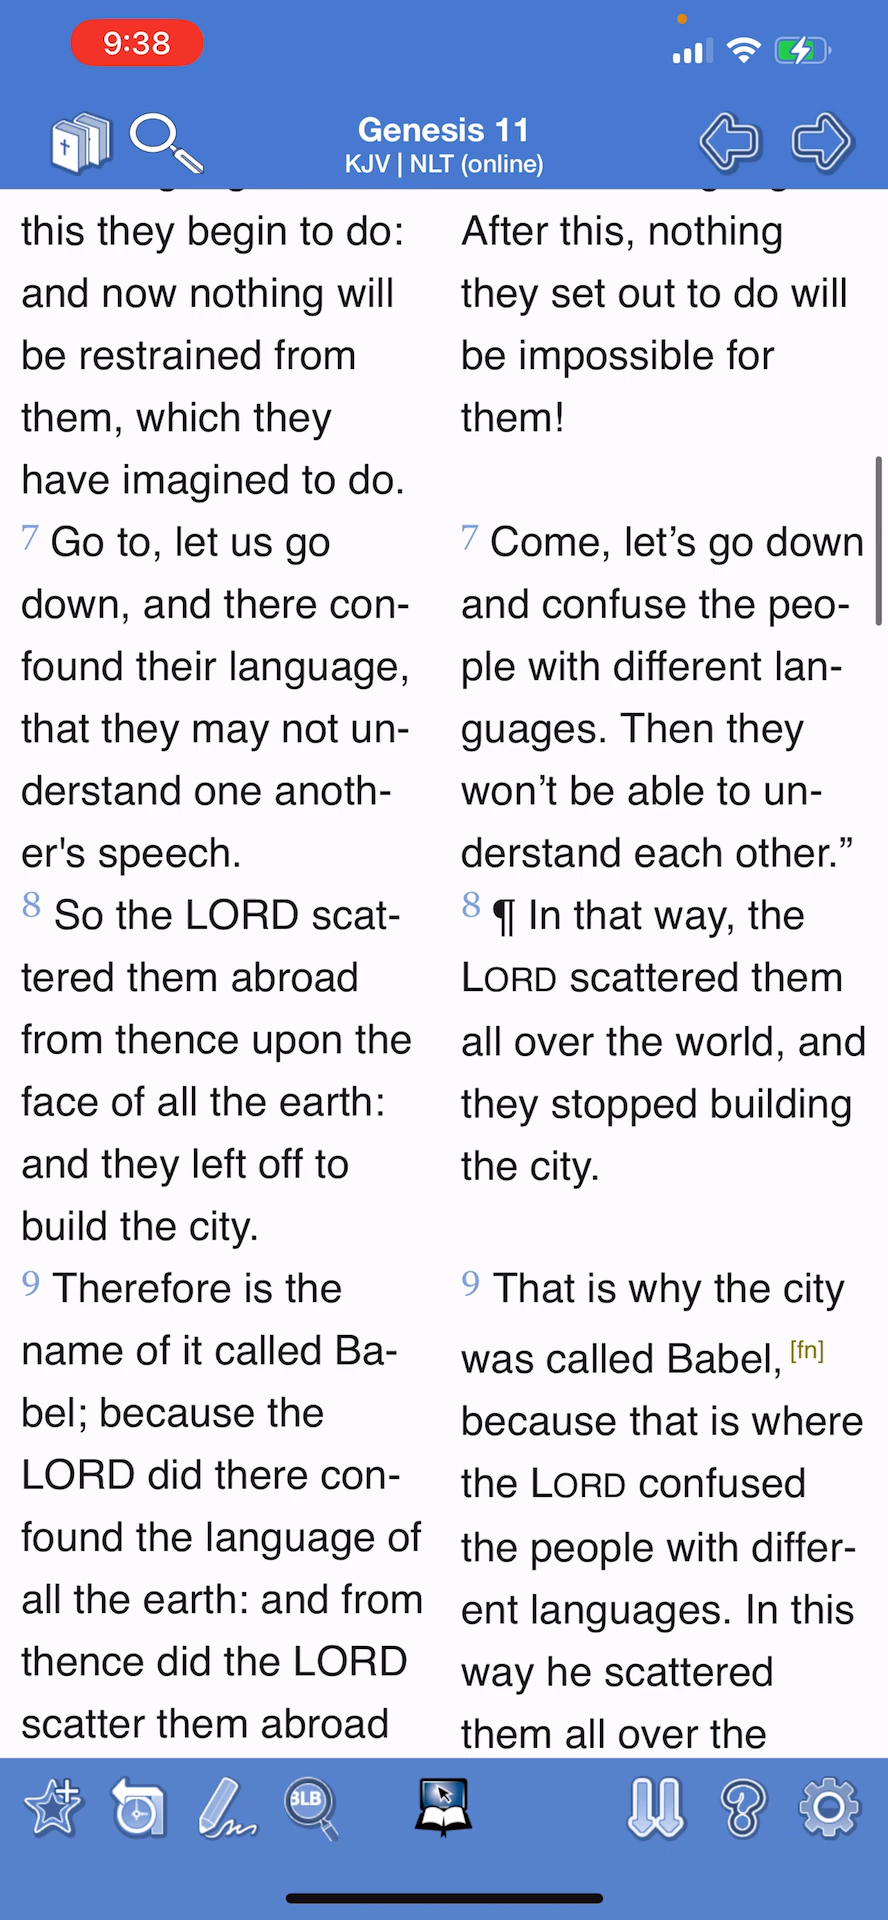 9:38
Genesis 11
KJV | NLT (online)
this they begin to do:
and now nothing will
be restrained from
them, which they
have imagined to do.
7 Go to, let us go
down, and there con-
found their language,
that they may not un-
derstand one anoth-
er's speech.
8 So the LORD scat-
tered them abroad
from thence upon the
face of all the earth:
and they left off to
build the city.
9 Therefore is the
name of it called Ba-
bel; because the
LORD did there con-
found the language of
all the earth: and from
thence did the LORD
scatter them abroad
After this, nothing
they set out to do will
be impossible for
them!
7 Come, let’s go down
and confuse the peo-
ple with different lan-
guages. Then they
won’t be able to un-
derstand each other.”
8 ¶ In that way, the
LORD scattered them
all over the world, and
they stopped building
the city.
9 That is why the city
was called Babel, [fn]
because that is where
the LORD confused
the people with differ-
ent languages. In this
way he scattered
them all over the
BLB